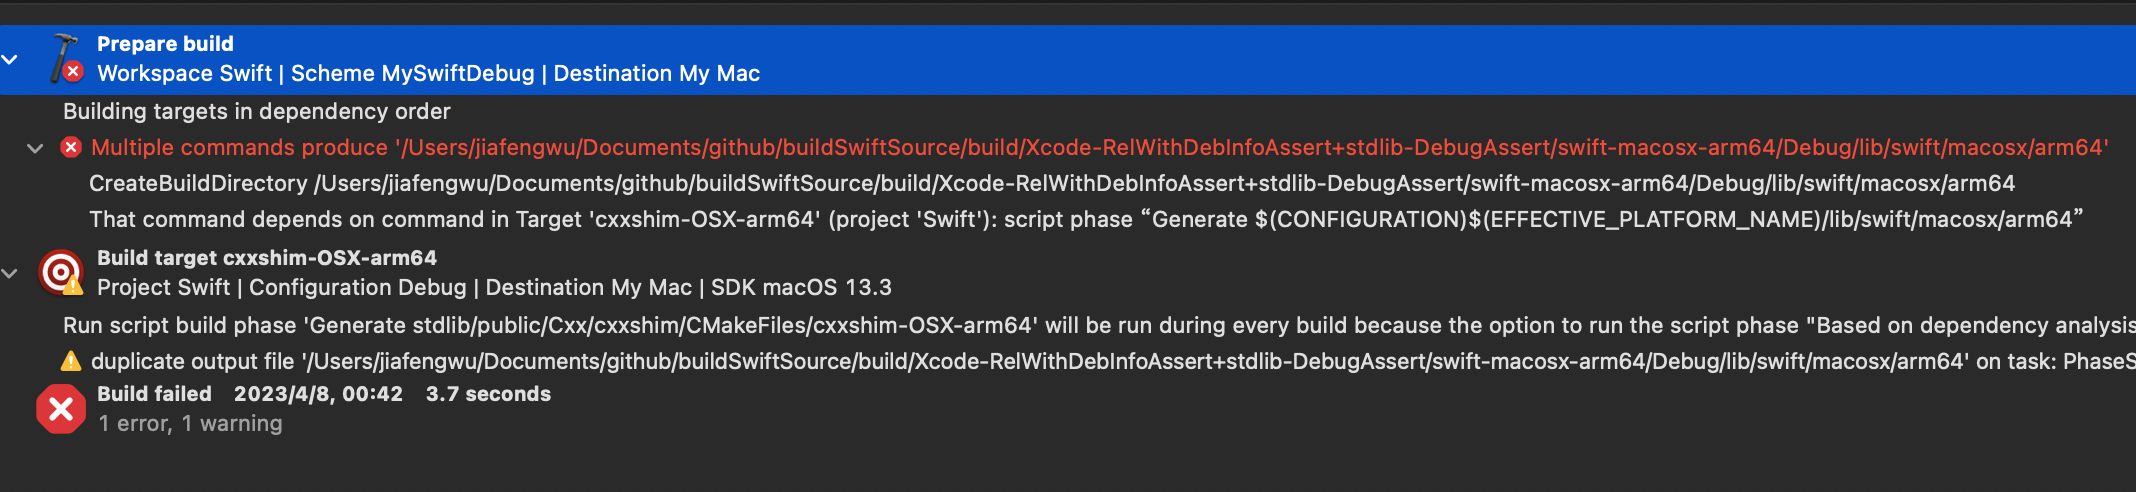 Prepare build
Workspace Swift | Scheme MySwiftDebug | Destination My Mac
Building targets in dependency order
Multiple commands produce '/Users/jiafengwu/Documents/github/buildSwiftSource/build/Xcode-RelWithDebInfoAssert+stdlib-DebugAssert/swift-macosx-arm64/Debug/lib/swift/macosx/arm64'
CreateBuildDirectory /Users/jiafengwu/Documents/github/buildSwiftSource/build/Xcode-RelWithDebInfoAssert+stdlib-DebugAssert/swift-macosx-arm64/Debug/lib/swift/macosx/arm64
That command depends on command in Target 'cxxshim-OSX-arm64' (project 'Swift'): script phase “Generate $(CONFIGURATION)$(EFFECTIVE_PLATFORM_NAME)/lib/swift/macosx/arm64”
Build target cxxshim-OSX-arm64
Project Swift | Configuration Debug | Destination My Mac | SDK macOS 13.3
Run script build phase 'Generate stdlib/public/Cxx/cxxshim/CMakeFiles/cxxshim-OSX-arm64' will be run during every build because the option to run the script phase "Based on dependency analysis
duplicate output file '/Users/jiafengwu/Documents/github/buildSwiftSource/build/Xcode-RelWithDebInfoAssert+stdlib-DebugAssert/swift-macosx-arm64/Debug/lib/swift/macosx/arm64' on task: PhaseS
Build failed 2023/4/8, 00:42 3.7 seconds
1 error, 1 warning